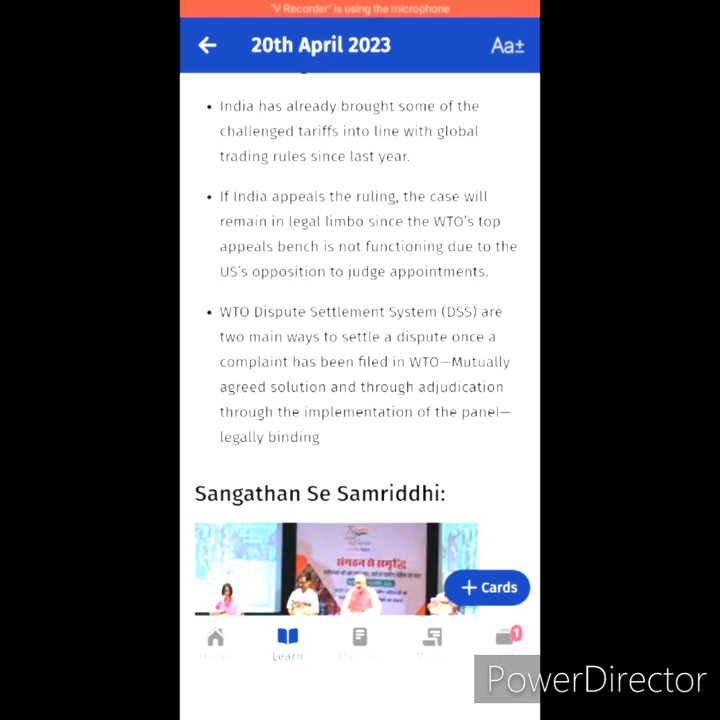 "V Recorder" is using the microphone
20th April 2023
Aa±
India has already brought some of the
challenged tariffs into line with global
trading rules since last year.
If India appeals the ruling, the case will
remain in legal limbo since the WTO's top
appeals bench is not functioning due to the
US's opposition to judge appointments.
WTO Dispute Settlement System (DSS) are
two main ways to settle a dispute once a
complaint has been filed in WTO—Mutually
agreed solution and through adjudication
through the implementation of the panel—
legally binding
Sangathan Se Samriddhi:
संगठन से समृद्धि
+ Cards
1
Learn
PowerDirector